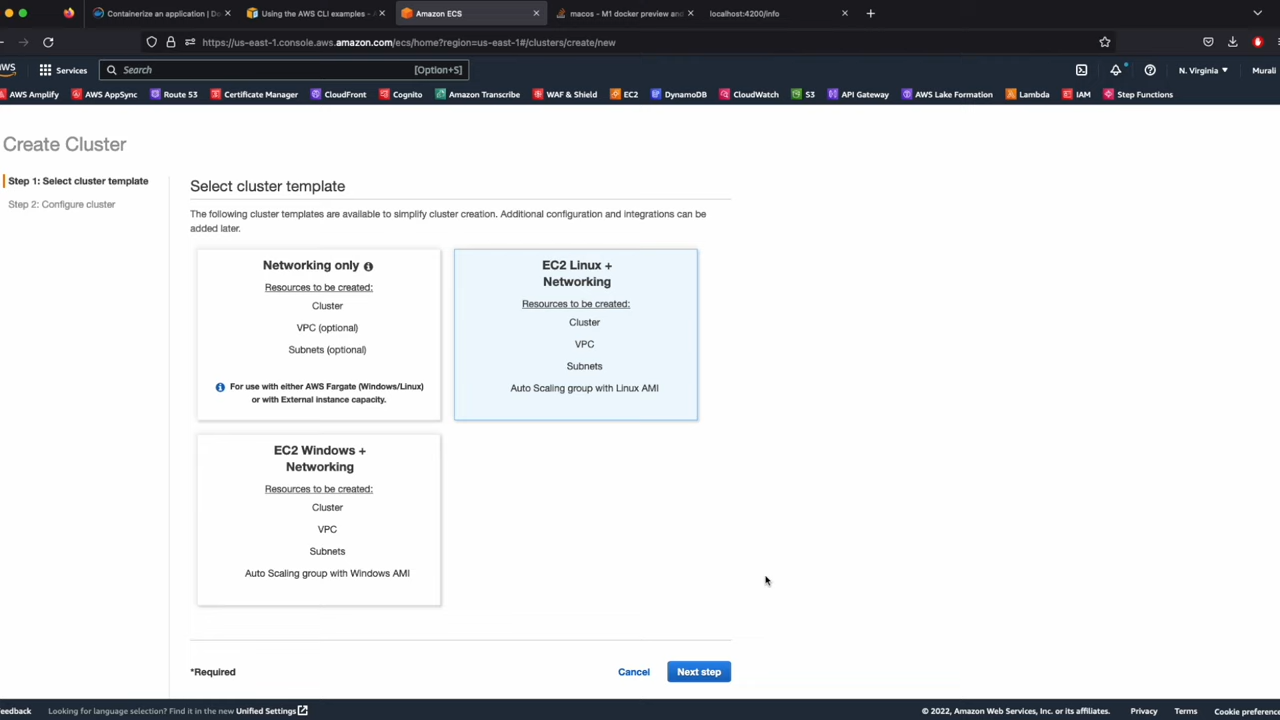 Containerize an application | De
Using the AWS CLI examples - A
Amazon ECS
macos - M1 docker preview and
localhost:4200/info
https://us-east-1.console.aws.amazon.com/ecs/home?region=us-east-1#/clusters/create/new
aws
Services
Search
[Option+S]
N. Virginia
Murali
AWS Amplify
AWS AppSync
Route 53
Certificate Manager
CloudFront
Cognito
Amazon Transcribe
WAF & Shield
EC2
DynamoDB
CloudWatch
S3
API Gateway
AWS Lake Formation
Lambda
IAM
Step Functions
Create Cluster
Step 1: Select cluster template
Step 2: Configure cluster
Select cluster template
The following cluster templates are available to simplify cluster creation. Additional configuration and integrations can be
added later.
Networking only
Resources to be created:
Cluster
VPC (optional)
Subnets (optional)
For use with either AWS Fargate (Windows/Linux)
or with External instance capacity.
EC2 Linux +
Networking
Resources to be created:
Cluster
VPC
Subnets
Auto Scaling group with Linux AMI
EC2 Windows +
Networking
Resources to be created:
Cluster
VPC
Subnets
Auto Scaling group with Windows AMI
*Required
Cancel
Next step
eedback
Looking for language selection? Find it in the new Unified Settings
© 2022, Amazon Web Services, Inc. or its affiliates.
Privacy
Terms
Cookie preference